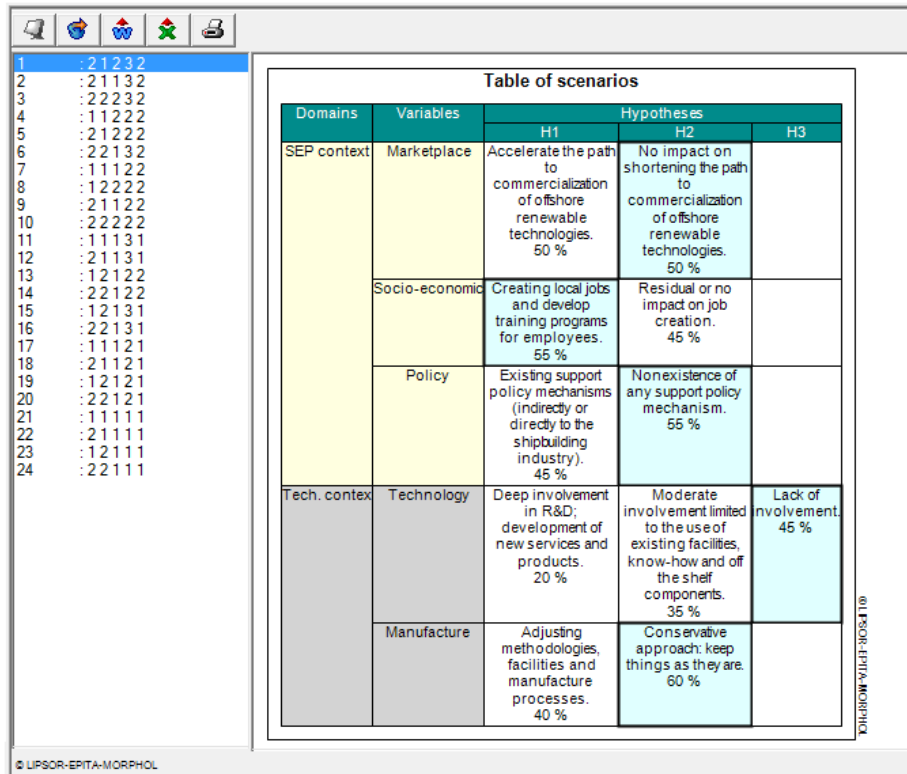 1 : 2 1 2 3 2
2 : 2 1 1 3 2
3 : 2 2 2 3 2
4 : 1 1 2 2 2
5 : 2 1 2 2 2
6 : 2 2 1 3 2
7 : 1 1 1 2 2
8 : 1 2 2 2 2
9 : 2 1 1 2 2
10 : 2 2 2 2 2
11 : 1 1 1 3 1
12 : 2 1 1 3 1
13 : 1 2 1 2 2
14 : 2 2 1 2 2
15 : 1 2 1 3 1
16 : 2 2 1 3 1
17 : 1 1 1 2 1
18 : 2 1 1 2 1
19 : 1 2 1 2 1
20 : 2 2 1 2 1
21 : 1 1 1 1 1
22 : 2 1 1 1 1
23 : 1 2 1 1 1
24 : 2 2 1 1 1
Table of scenarios
Domains Variables Hypotheses
H1 H2 H3
SEP context
Marketplace
Accelerate the path
to
commercialization
of offshore
renewable
technologies.
50 %
No impact on
shortening the path
to
commercialization
of offshore
renewable
technologies.
50 %
Socio-economic
Creating local jobs
and develop
training programs
for employees.
55 %
Residual or no
impact on job
creation.
45 %
Policy
Existing support
policy mechanisms
(indirectly or
directly to the
shipbuilding
industry).
45 %
Nonexistence of
any support policy
mechanism.
55 %
Tech. contex
Technology
Deep involvement
in R&D;
development of
new services and
products.
20 %
Moderate
involvement limited
to the use of
existing facilities,
know-how and off
the shelf
components.
35 %
Lack of
involvement.
45 %
Manufacture
Adjusting
methodologies,
facilities and
manufacture
processes.
40 %
Conservative
approach: keep
things as they are.
60 %
© LIPSOR-EPITA-MORPHOL
© LIPSOR-EPITA-MORPHOL